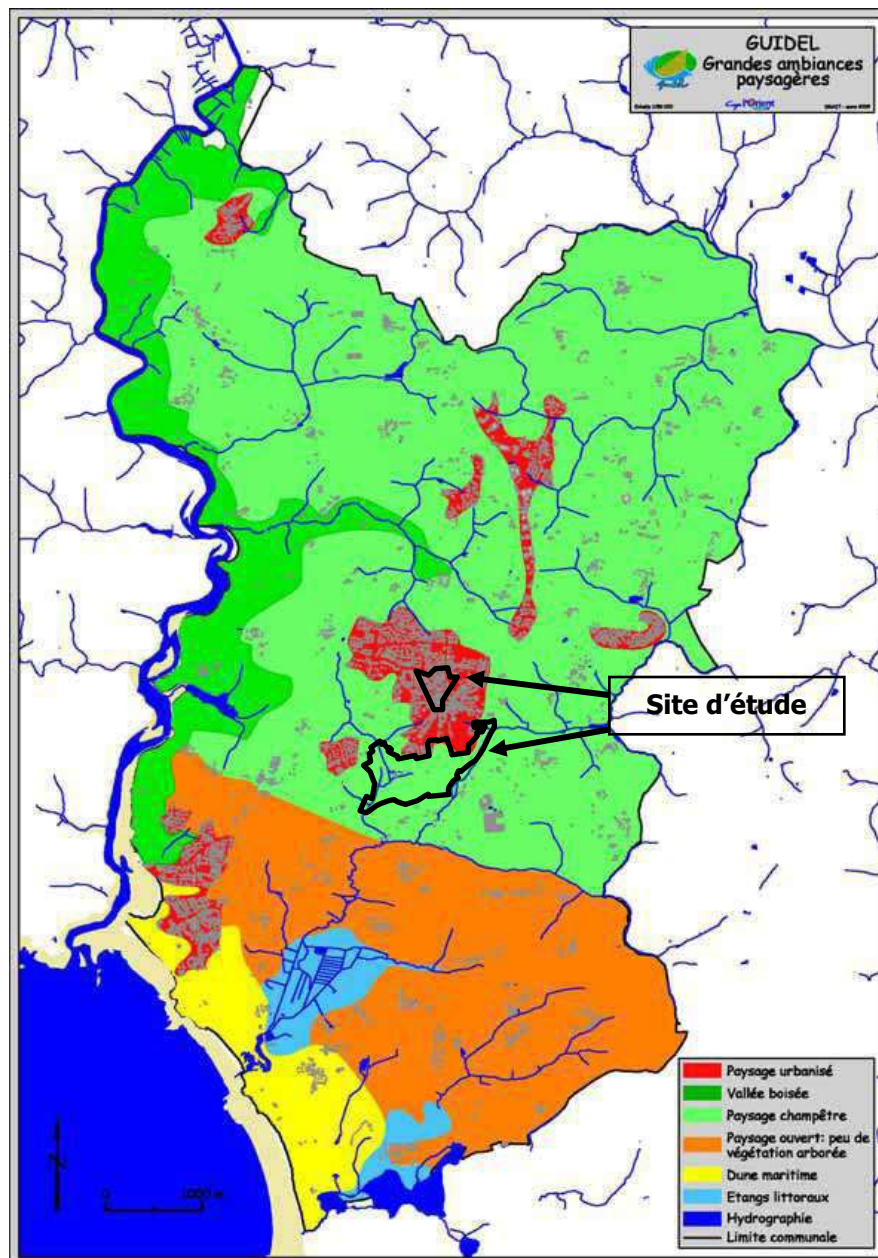 GUIDEL
Grandes ambiances
paysagères
Site d'étude
0 1000 m
Paysage urbanisé
Vallée boisée
Paysage champêtre
Paysage ouvert: peu de
végétation arborée
Dune maritime
Etangs littoraux
Hydrographie
Limite communale